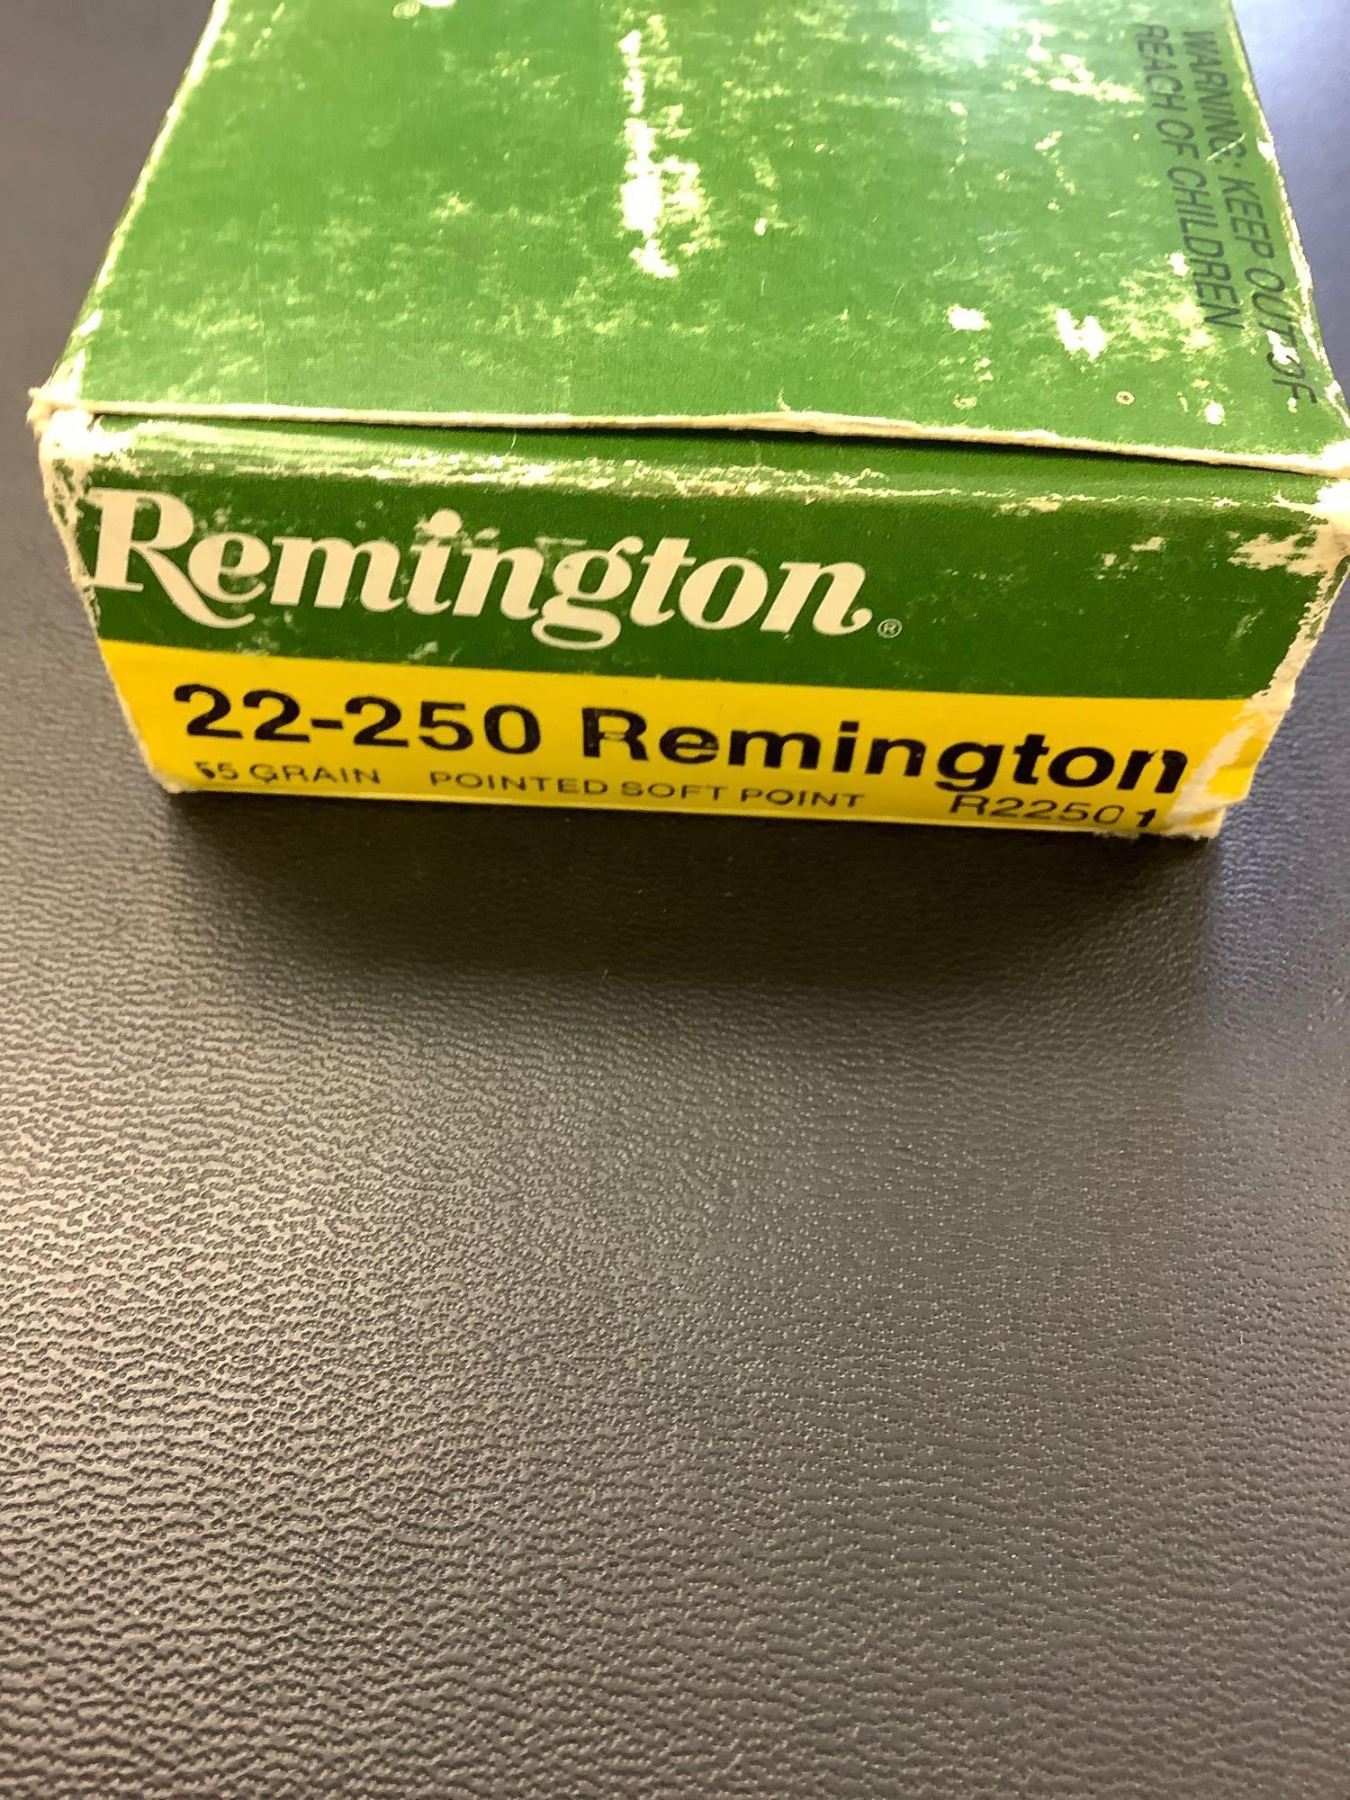 WARNING: KEEP OUT OF
REACH OF CHILDREN
Remington®
22-250 Remington
55 GRAIN POINTED SOFT POINT R22501